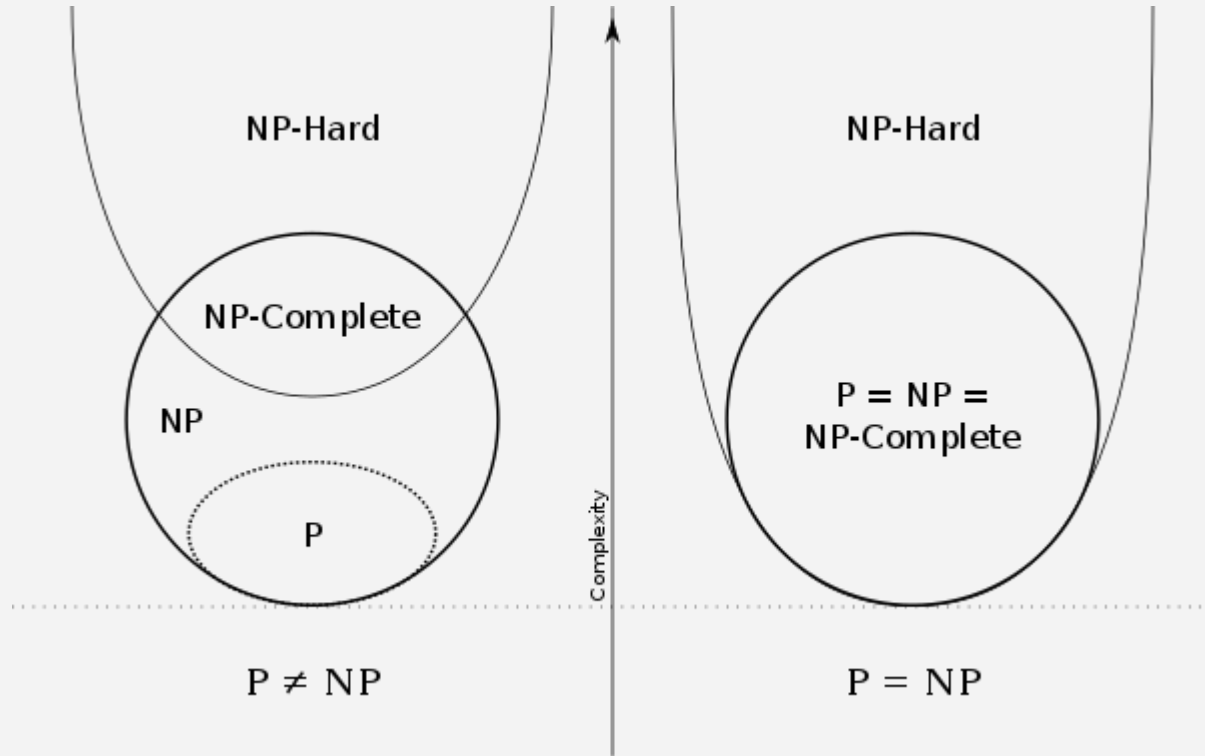 NP-Hard
NP-Complete
NP
P
P ≠ NP
Complexity
NP-Hard
P = NP =
NP-Complete
P = NP